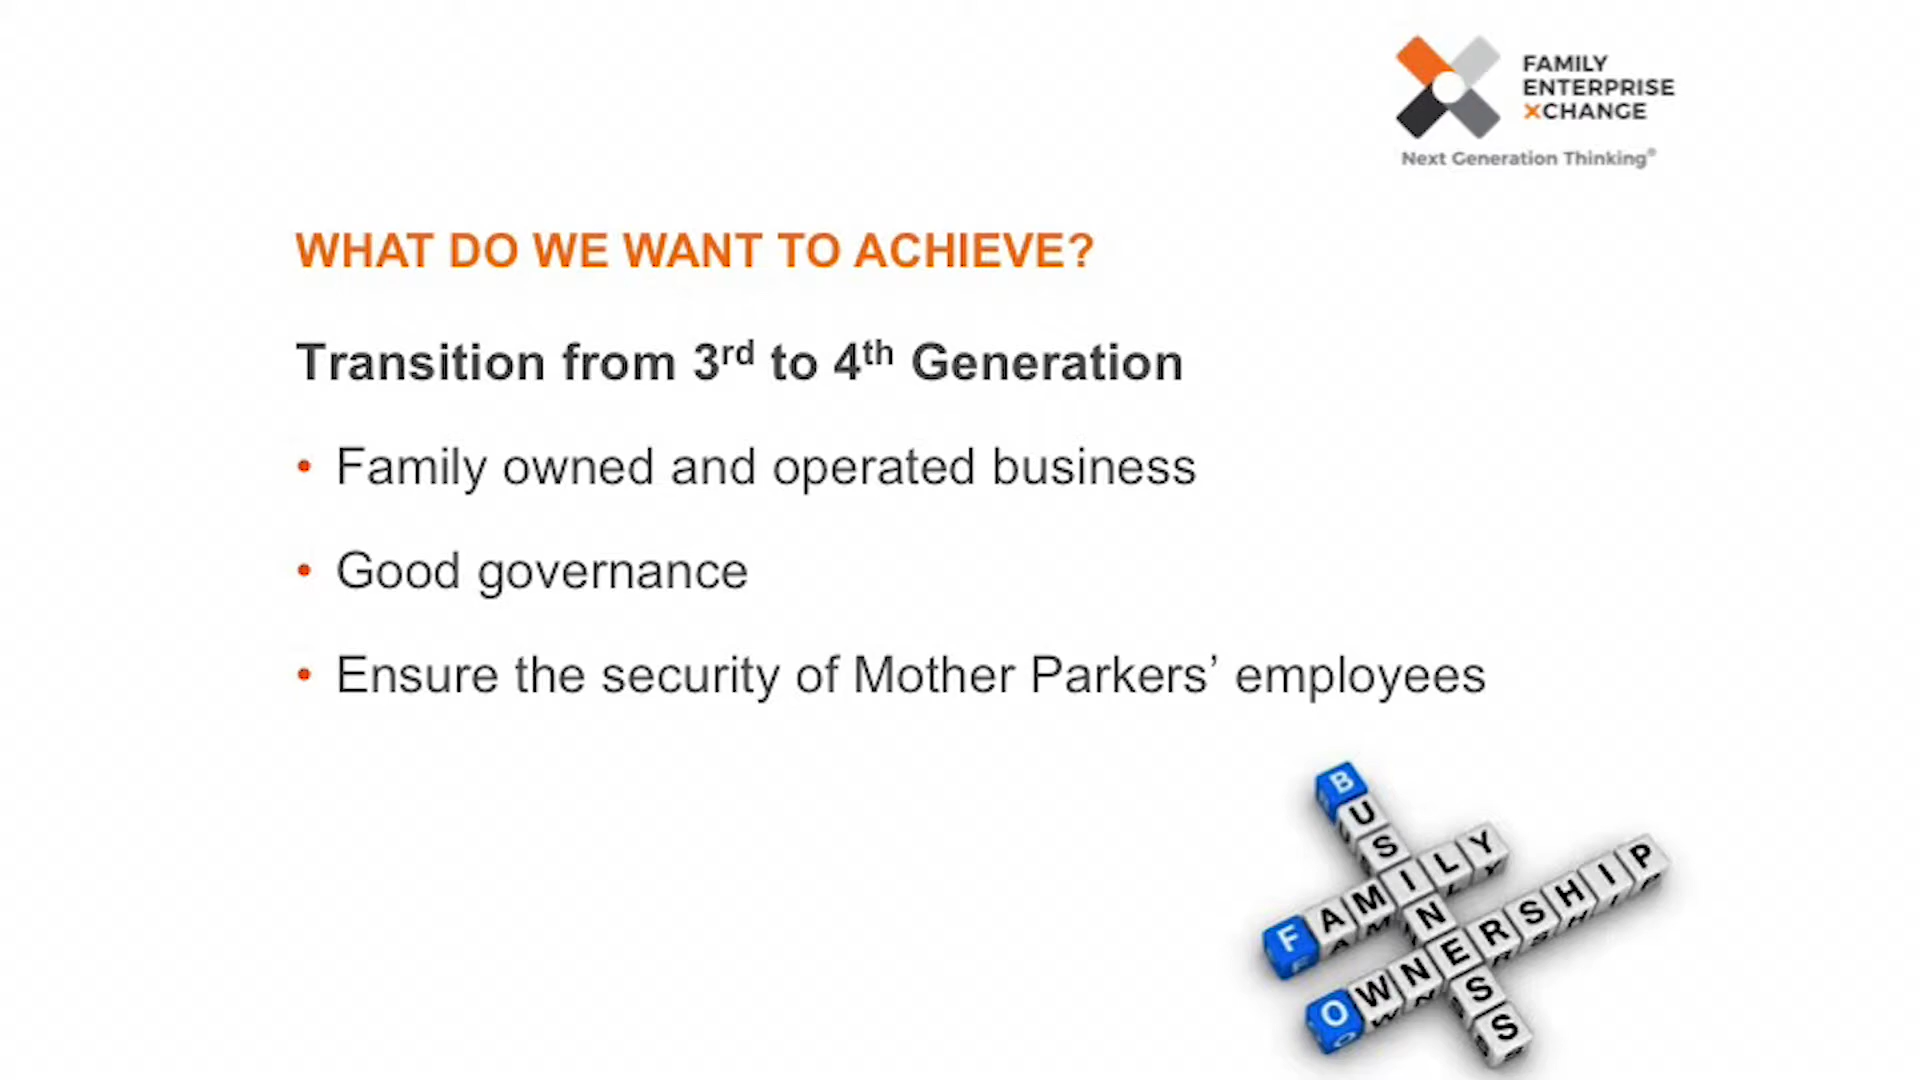 FAMILY
ENTERPRISE
XCHANGE
Next Generation Thinking®
WHAT DO WE WANT TO ACHIEVE?
Transition from 3rd to 4th Generation
• Family owned and operated business
• Good governance
• Ensure the security of Mother Parkers’ employees
BUSINESS
FAMILY
OWNERSHIP